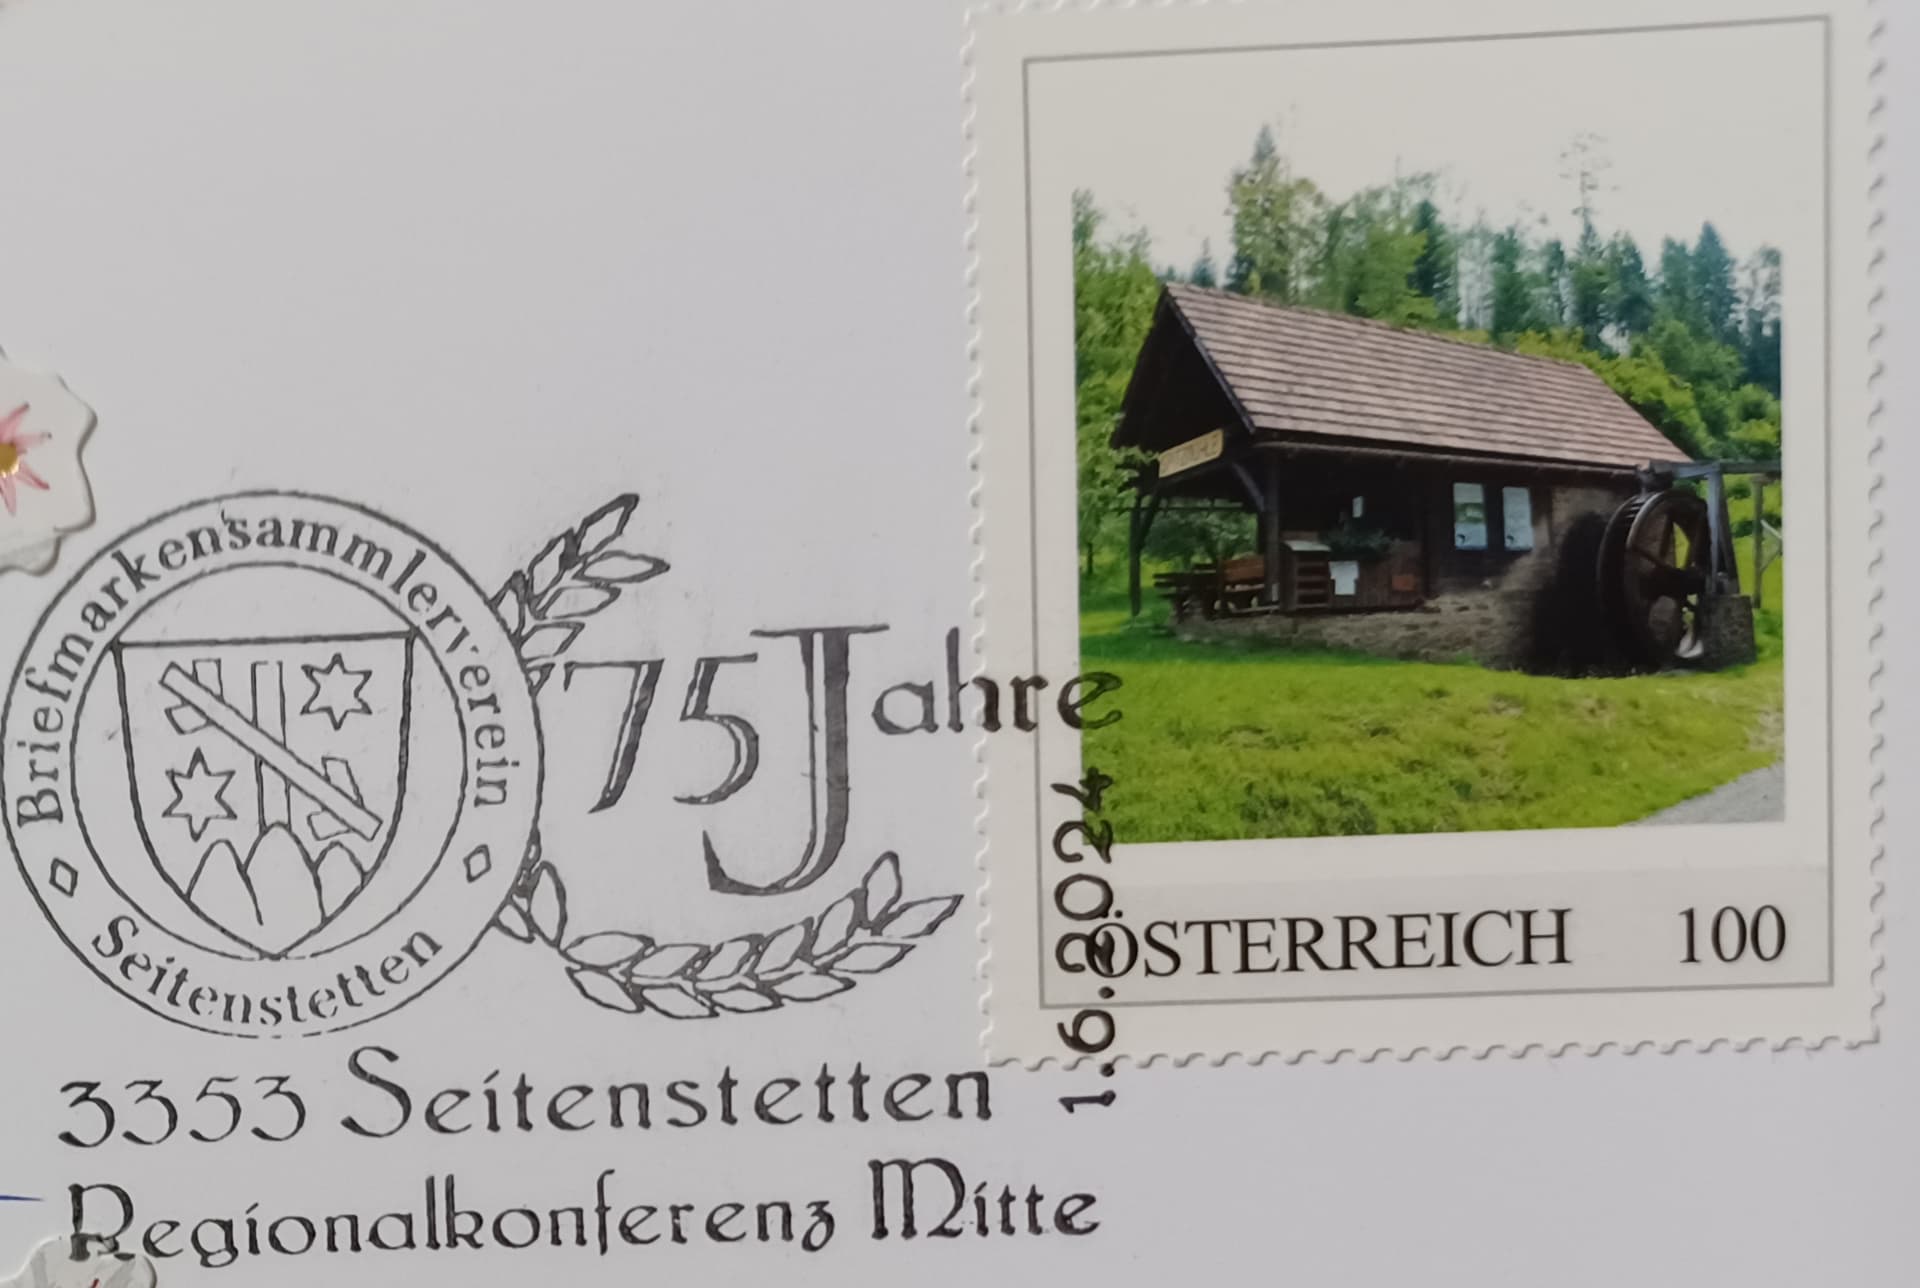 Briefmarkensammlerverein
Seitenstetten
75 Jahre
3353 Seitenstetten
Regionalkonferenz Mitte
1.6.2024
ÖSTERREICH 100